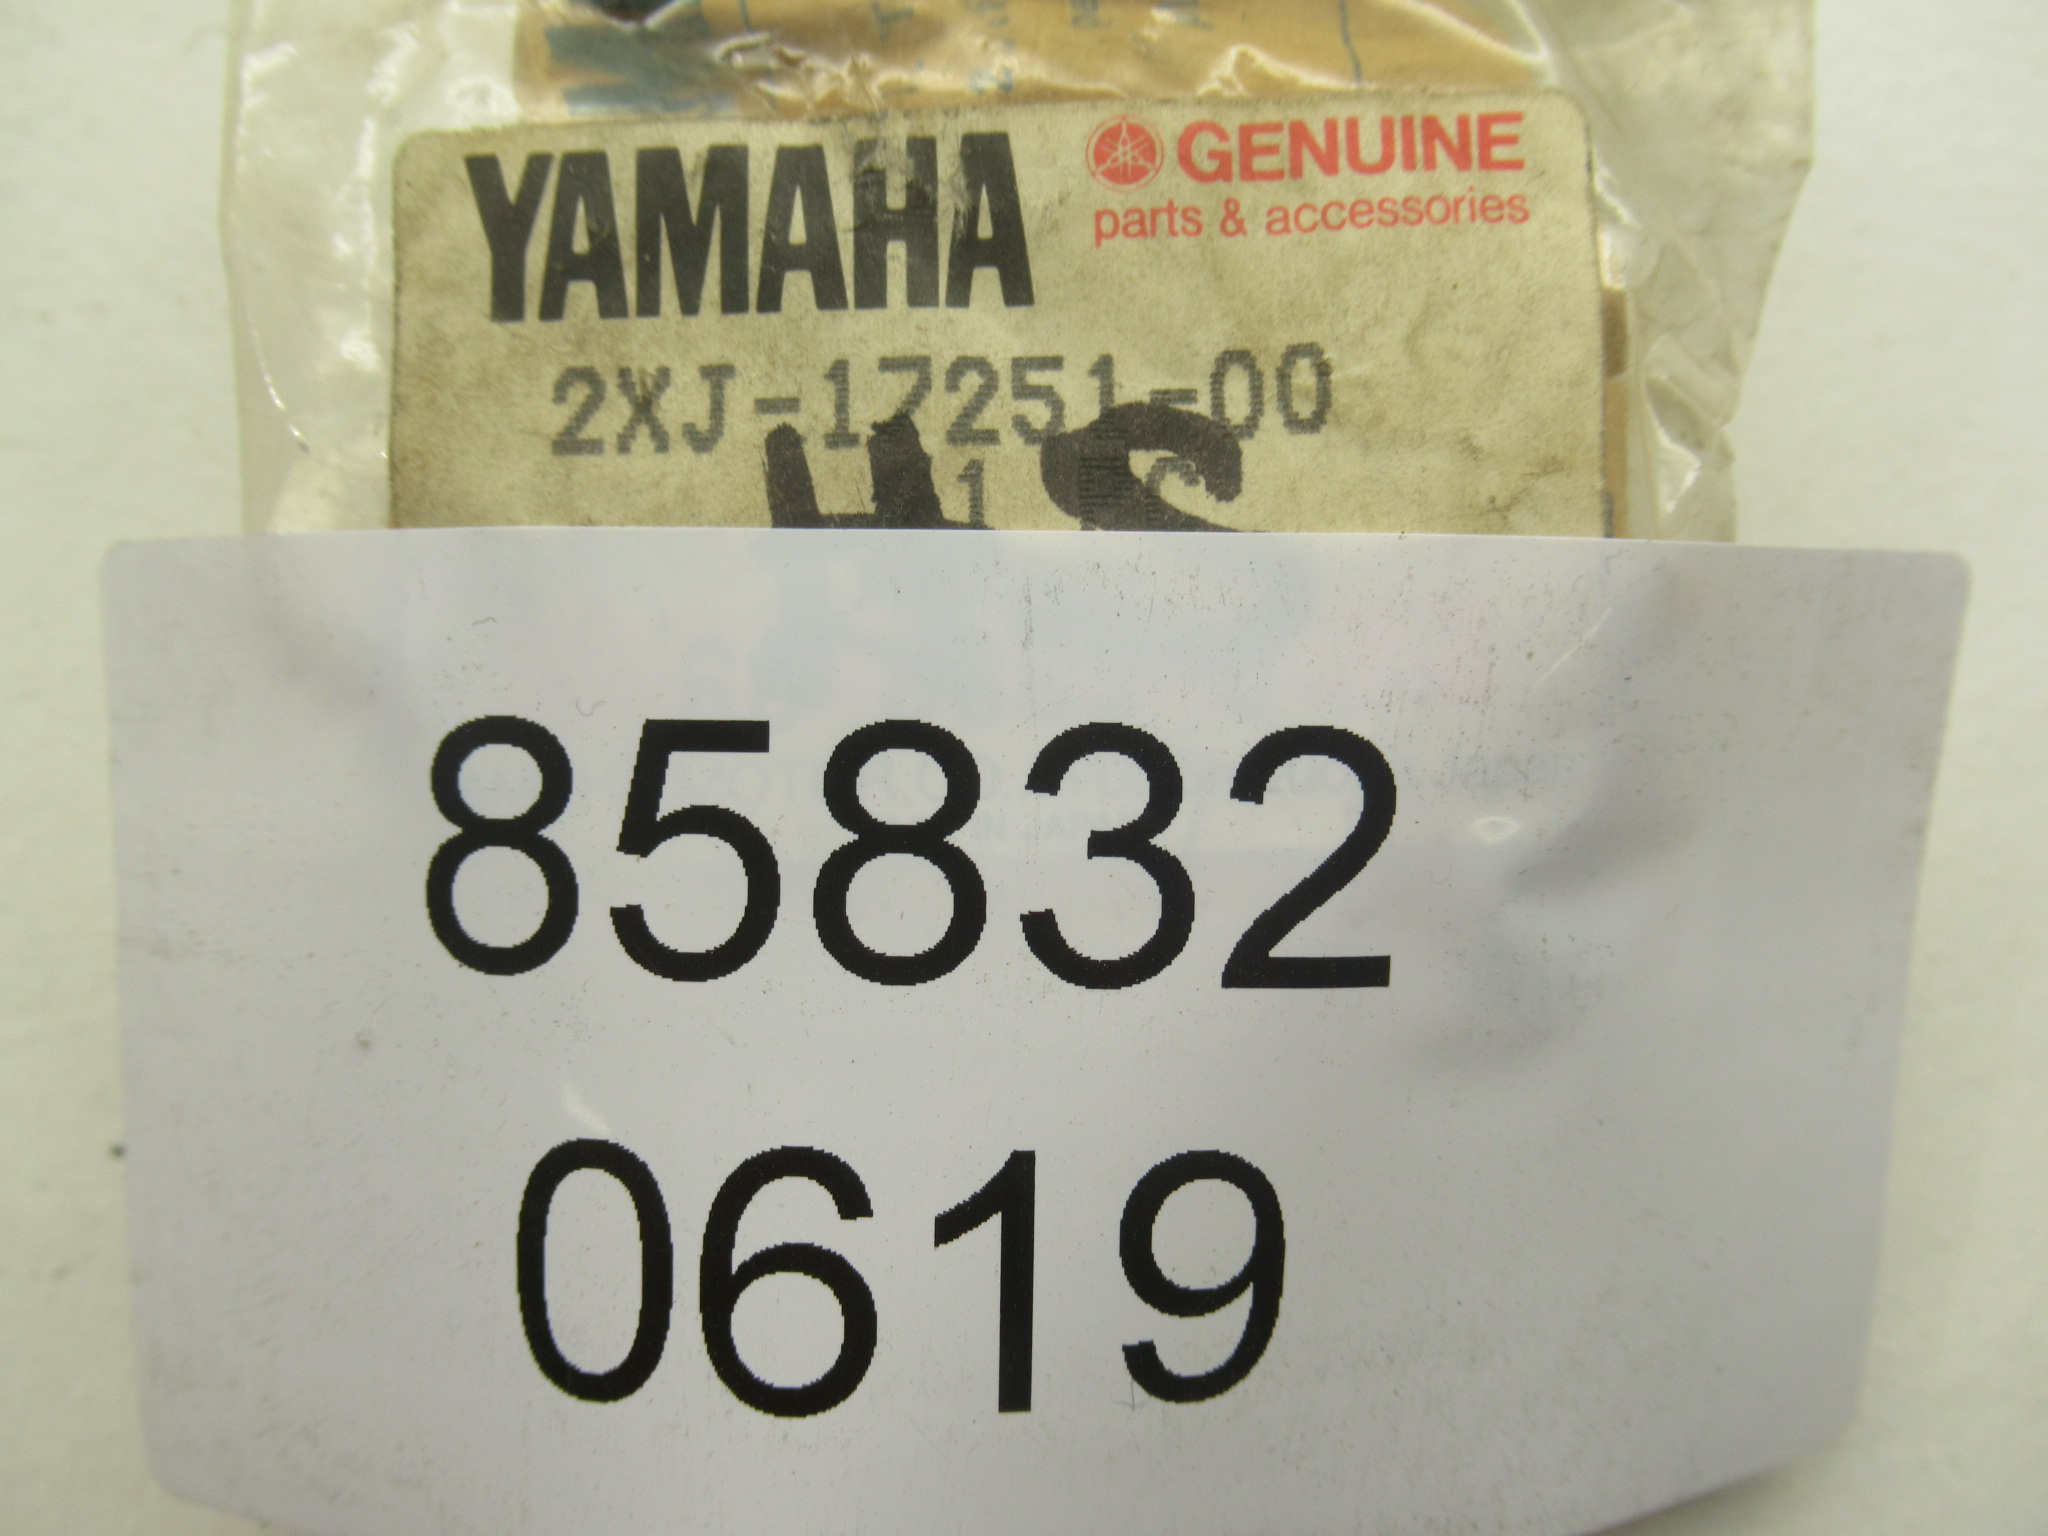 YAMAHA GENUINE
parts & accessories
2XJ-17251-00
85832
0619